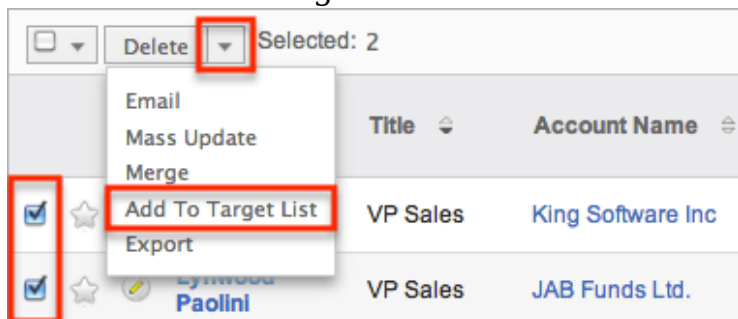 Delete Selected: 2
Email
Mass Update
Merge
Add To Target List
Export
Title Account Name
VP Sales King Software Inc
Lynwood
Paolini VP Sales JAB Funds Ltd.